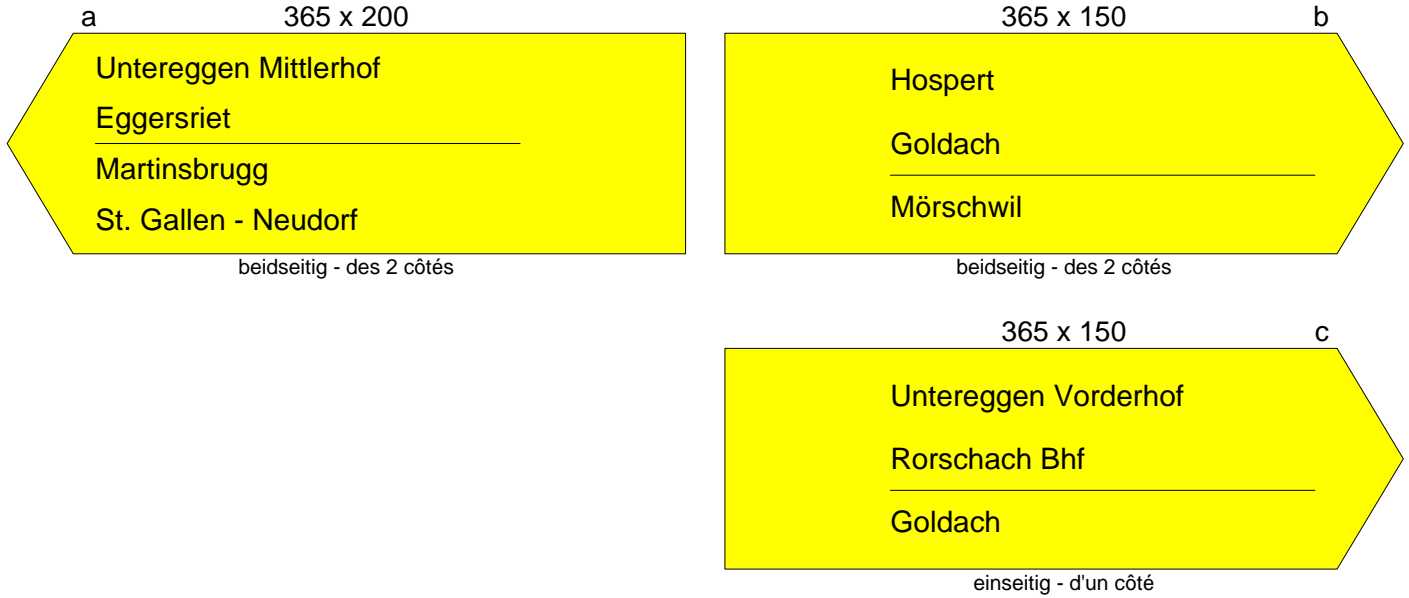 a 365 x 200
Untereggen Mittlerhof
Eggersriet
Martinsbrugg
St. Gallen - Neudorf
beidseitig - des 2 côtés
365 x 150 b
Hospert
Goldach
Mörschwil
beidseitig - des 2 côtés
365 x 150 c
Untereggen Vorderhof
Rorschach Bhf
Goldach
einseitig - d'un côté